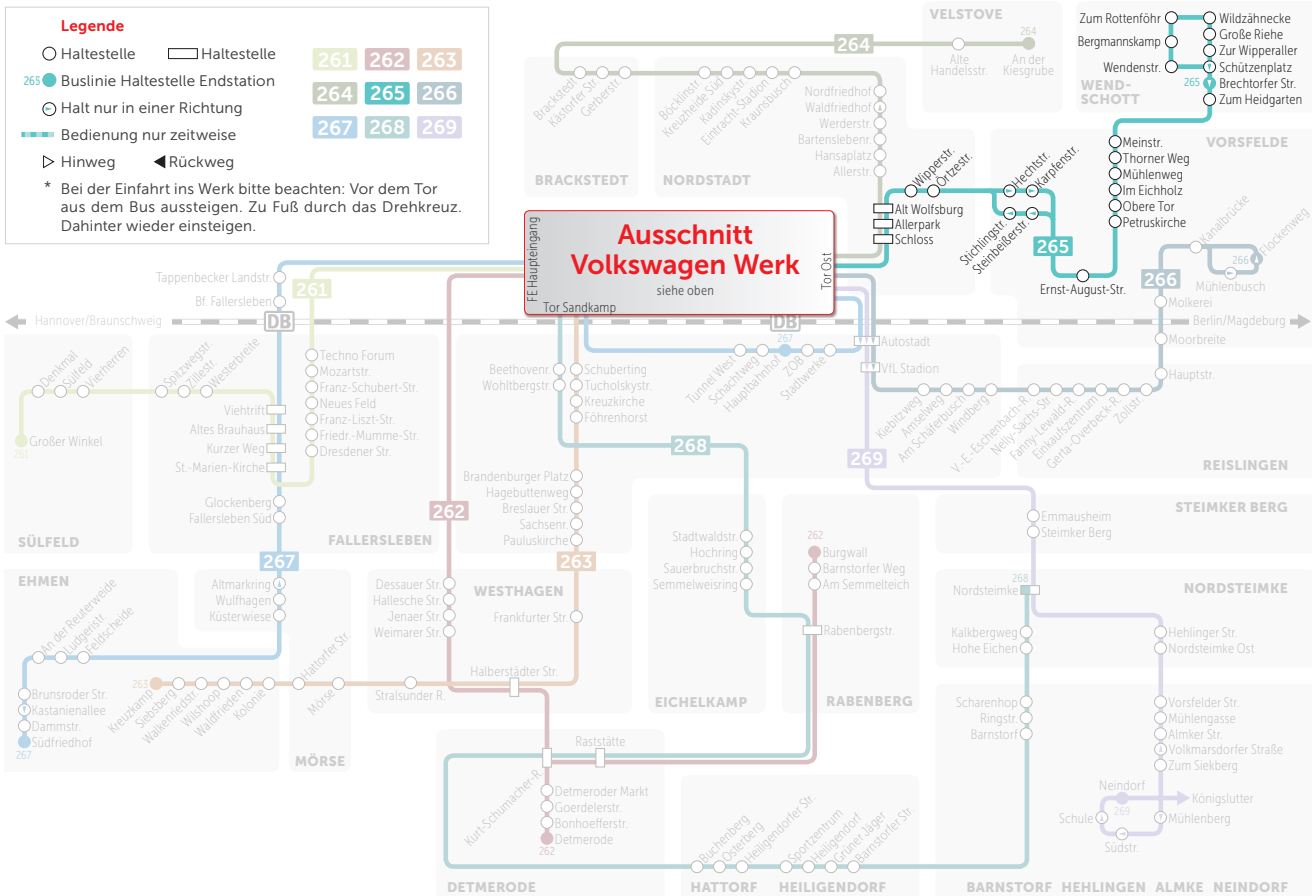 Legende
Haltestelle
Haltestelle
265 Buslinie Haltestelle Endstation
Halt nur in einer Richtung
Bedienung nur zeitweise
Hinweg
Rückweg
* Bei der Einfahrt ins Werk bitte beachten: Vor dem Tor
aus dem Bus aussteigen. Zu Fuß durch das Drehkreuz.
Dahinter wieder einsteigen.
261 262 263
264 265 266
267 268 269
VELSTOVE
264
264
Alte
Handelsstr.
An der
Kiesgrube
Zum Rottenföhr
Bergmannskamp
Wendenstr.
Wildzähnecke
Große Riehe
Zur Wipperaller
Schützenplatz
265
Brechtorfer Str.
Zum Heidgarten
WEND-
SCHOTT
Brackstedt
Kästorfer Str.
Gerberstr.
BRACKSTEDT
Böcklinstr.
Kreuzheide Süd
Kadinskystr.
Eintracht-Stadion
Kransbusch
NORDSTADT
Nordfriedhof
Waldfriedhof
Werderstr.
Bartenslebenr.
Hansaplatz
Allerstr.
Wipperstr.
Ortzestr.
Hechtstr.
Karpfenstr.
Stichlingstr.
Steinbeißerstr.
Alt Wolfsburg
Allerpark
Schloss
265
Ernst-August-Str.
Meinstr.
Thorner Weg
Mühlenweg
Im Eichholz
Obere Tor
Petruskirche
VORSFELDE
Kanalbrücke
Flockenweg
266
Mühlenbusch
266
Molkerei
Moorbreite
Hauptstr.
FE Haupteingang
Ausschnitt
Volkswagen Werk
siehe oben
Tor Ost
Tor Sandkamp
Tappenbecker Landstr.
Bf. Fallersleben
261
Hannover/Braunschweig
DB
DB
Berlin/Magdeburg
Denkmal
Sülfeld
Vierherren
Großer Winkel
261
SÜLFELD
Spitzwegstr.
Zillestr.
Westerbreite
Viehtrift
Altes Brauhaus
Kurzer Weg
St.-Marien-Kirche
Glockenberg
Fallersleben Süd
Techno Forum
Mozartstr.
Franz-Schubert-Str.
Neues Feld
Franz-Liszt-Str.
Friedr.-Mumme-Str.
Dresdener Str.
FALLERSLEBEN
Beethovenr.
Wohltbergstr.
Schuberting
Tucholskystr.
Kreuzkirche
Föhrenhorst
Tunnel West
Schachtweg
Hauptbahnhof
267
ZOB
Stadtwerke
Autostadt
VfL Stadion
Kiebitzweg
Amselweg
Am Schäferbusch
Windberg
V.-E.-Eschenbach-R.
Nelly-Sachs-Str
Fanny-Lewald-R.
Einkaufszentrum
Gerta-Overbeck-R.
Zollstr.
REISLINGEN
268
269
Brandenburger Platz
Hagebuttenweg
Breslauer Str.
Sachsenr.
Pauluskirche
262
263
267
Stadtwaldstr.
Hochring
Sauerbruchstr.
Semmelweisring
EICHELKAMP
262
Burgwall
Barnstorfer Weg
Am Semmelteich
Rabenbergstr.
RABENBERG
Emmausheim
Steimker Berg
STEIMKER BERG
268
Nordsteimke
NORDSTEIMKE
Kalkbergweg
Hohe Eichen
Hehlinger Str.
Nordsteimke Ost
EHMEN
An der Reuterweide
Ludgeristr.
Feldscheide
Altmarkring
Wulfhagen
Küsterwiese
Brunsroder Str.
Kastanienallee
Dammstr.
Südfriedhof
267
263
Kreuzkamp
Siebsberg
Walkenriedstr.
Wilshoop
Waldfrieden
Kolonie
Hattorfer Str.
Mörse
MÖRSE
Dessauer Str.
Hallesche Str.
Jenaer Str.
Weimarer Str.
WESTHAGEN
Frankfurter Str.
Halberstädter Str.
Stralsunder R.
Raststätte
Kurt-Schumacher-R.
Detmeroder Markt
Goerdelerstr.
Bonhoefferstr.
Detmerode
262
DETMERODE
Buchenberg
Osterberg
Heiligendorfer Str.
HATTORF
Sportzentrum
Heiligendorf
Grüner Jäger
Barnstorfer Str.
HEILIGENDORF
Scharenhop
Ringstr.
Barnstorf
Vorsfelder Str.
Mühlengasse
Almker Str.
Volkmarsdorfer Straße
Zum Siekberg
Neindorf
269
Königslutter
Schule
Mühlenberg
Südstr.
BARNSTORF HEHLINGEN ALMKE NEINDORF